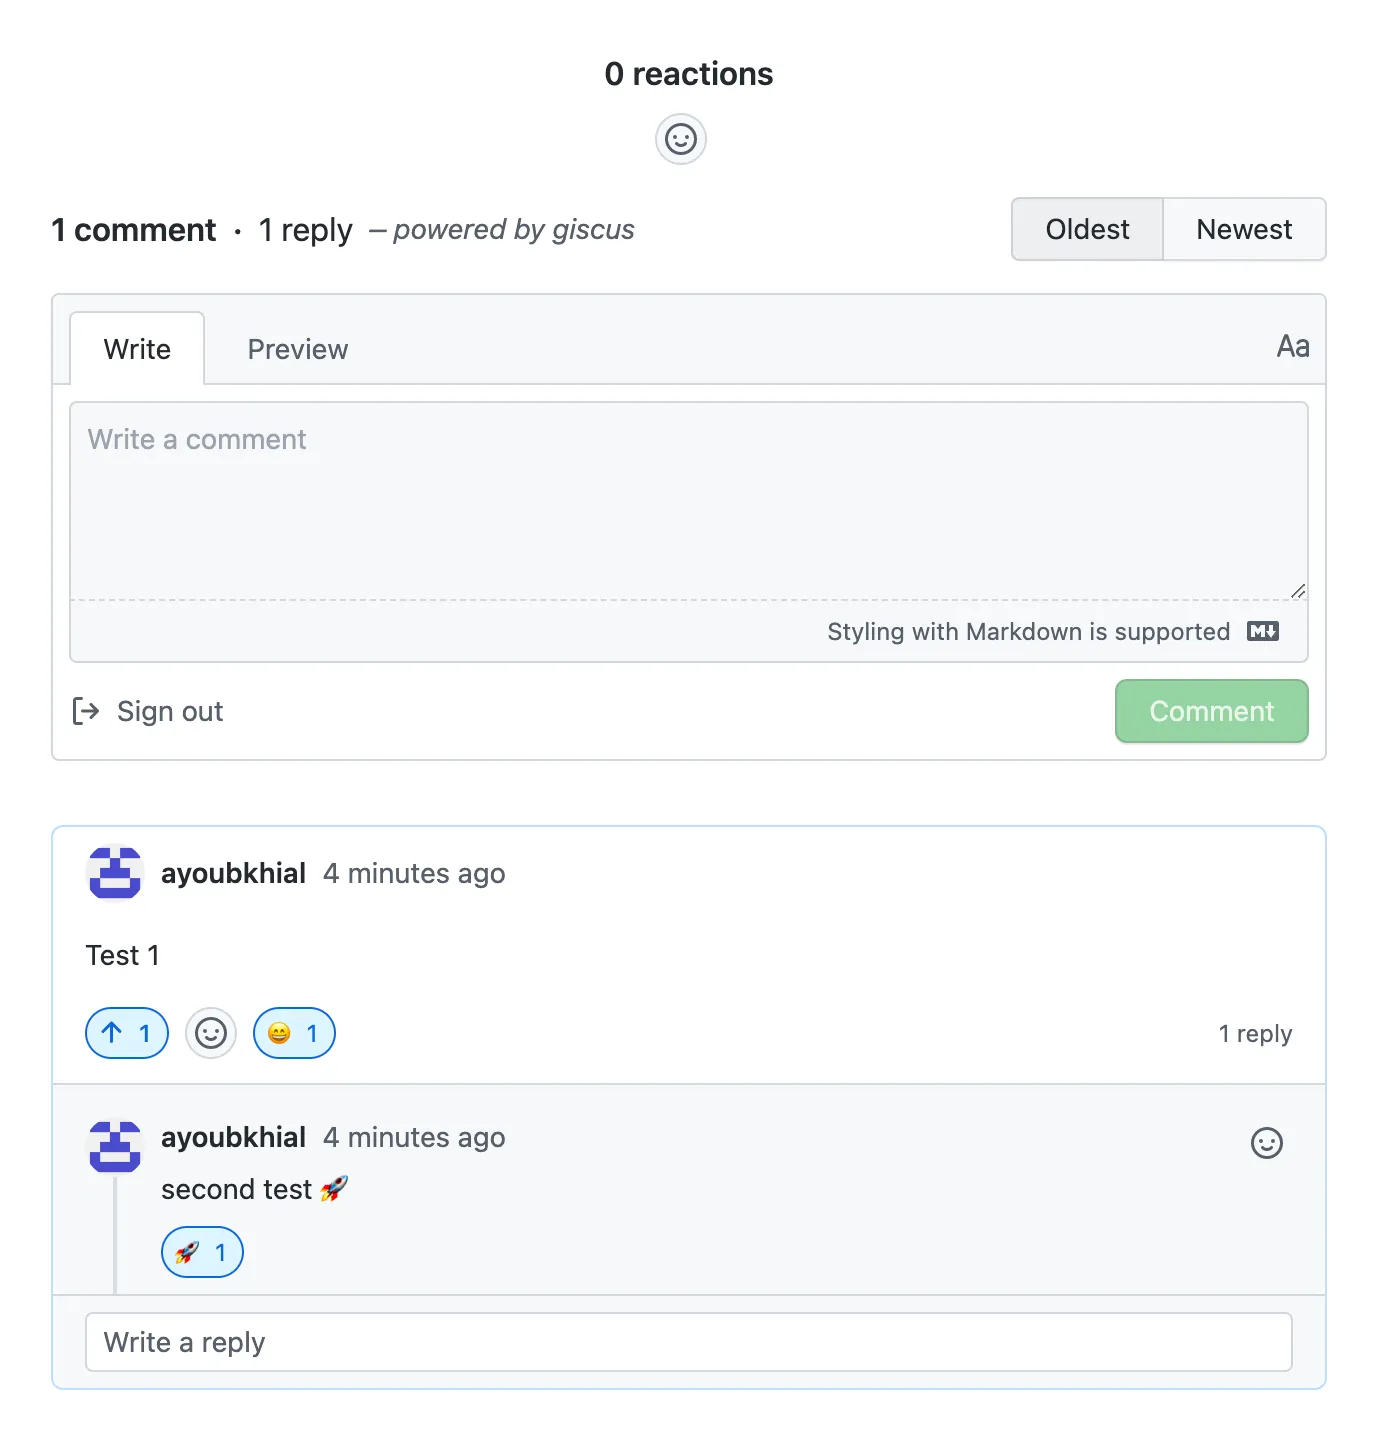 0 reactions
1 comment · 1 reply – powered by giscus
Oldest Newest
Write Preview Aa
Write a comment
Styling with Markdown is supported M↓
Sign out Comment
ayoubkhial 4 minutes ago
Test 1
↑ 1 😄 1 1 reply
ayoubkhial 4 minutes ago
second test 🚀
🚀 1
Write a reply